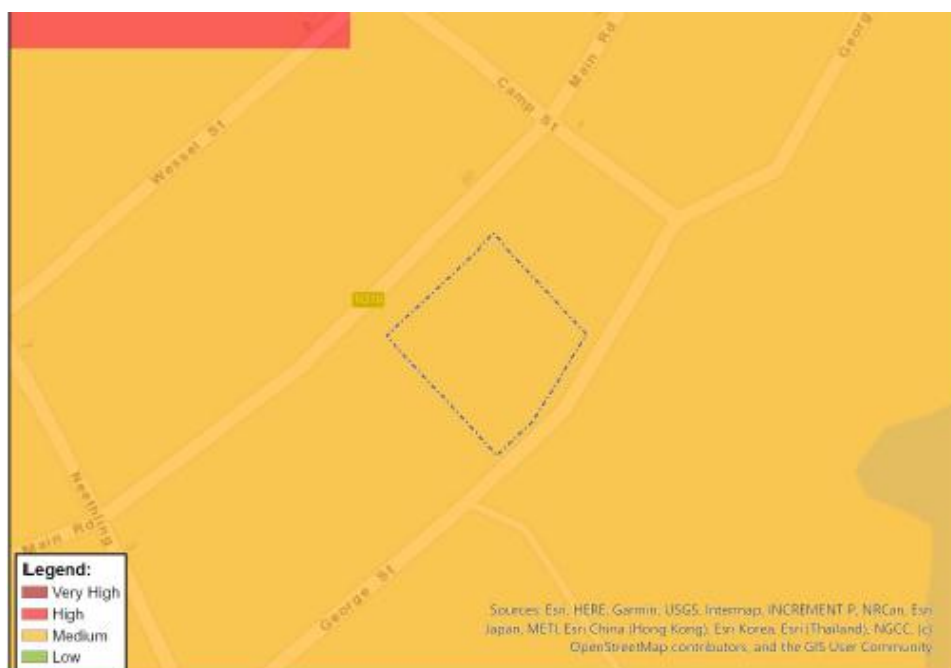 Georg
Main Rd
Camp St
Wessel St
Neethling
Main Rd
George St
Legend:
Very High
High
Medium
Low
Sources: Esri, HERE, Garmin, USGS, Intermap, INCREMENT P, NRCan, Esri
Japan, METI, Esri China (Hong Kong), Esri Korea, Esri (Thailand), NGCC, (c)
OpenStreetMap contributors, and the GIS User Community